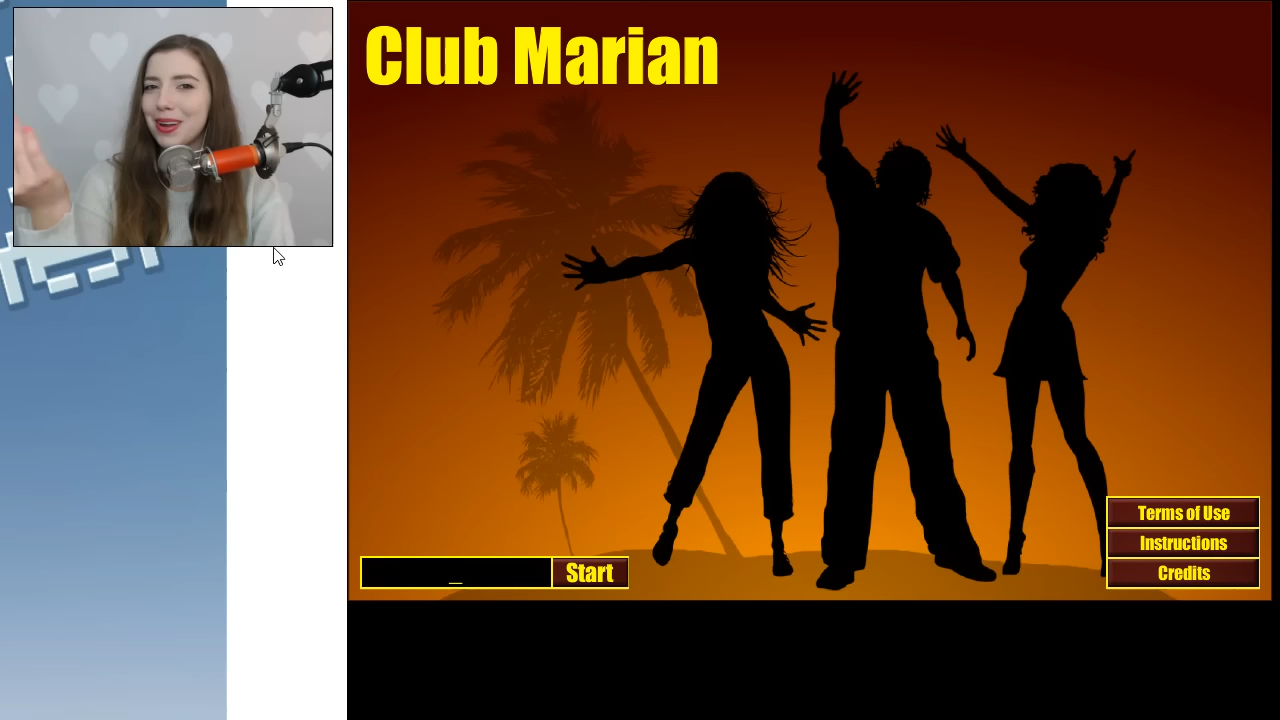 Club Marian
_
Start
Terms of Use
Instructions
Credits